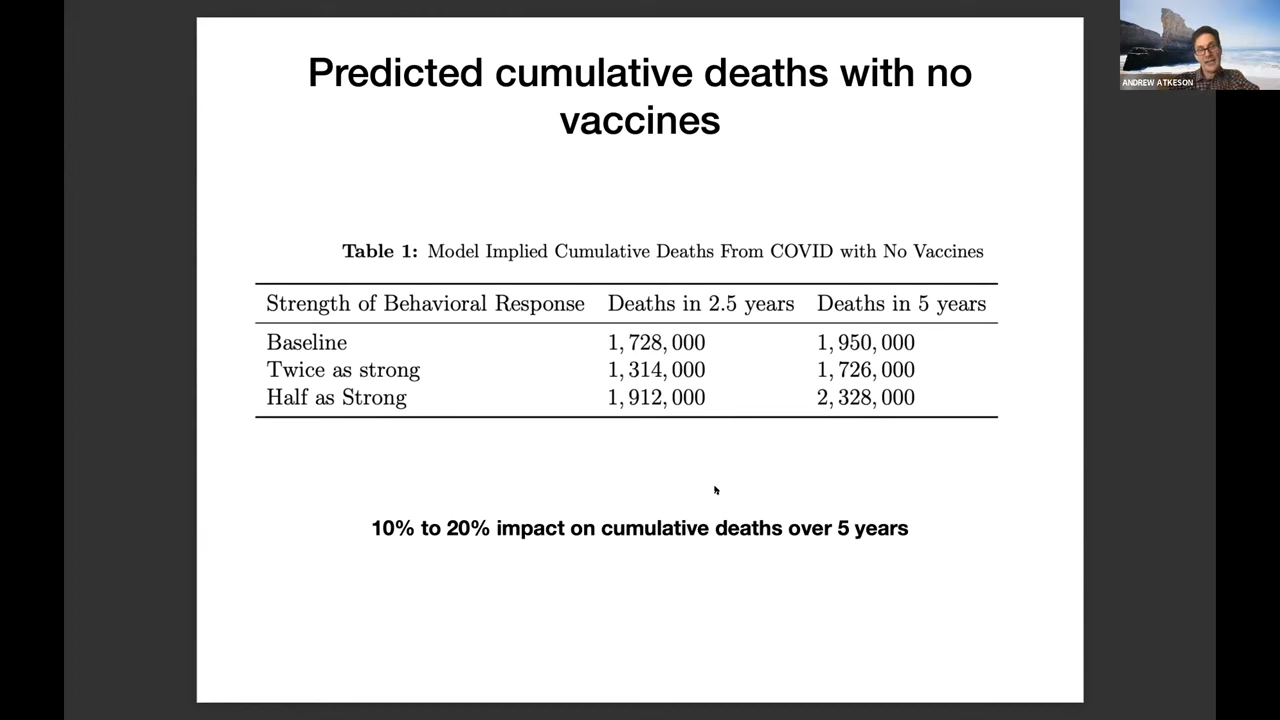 Predicted cumulative deaths with no
vaccines
Table 1: Model Implied Cumulative Deaths From COVID with No Vaccines
Strength of Behavioral Response Deaths in 2.5 years Deaths in 5 years
Baseline 1, 728, 000 1, 950, 000
Twice as strong 1, 314, 000 1, 726, 000
Half as Strong 1, 912, 000 2, 328, 000
10% to 20% impact on cumulative deaths over 5 years
ANDREW ATKESON